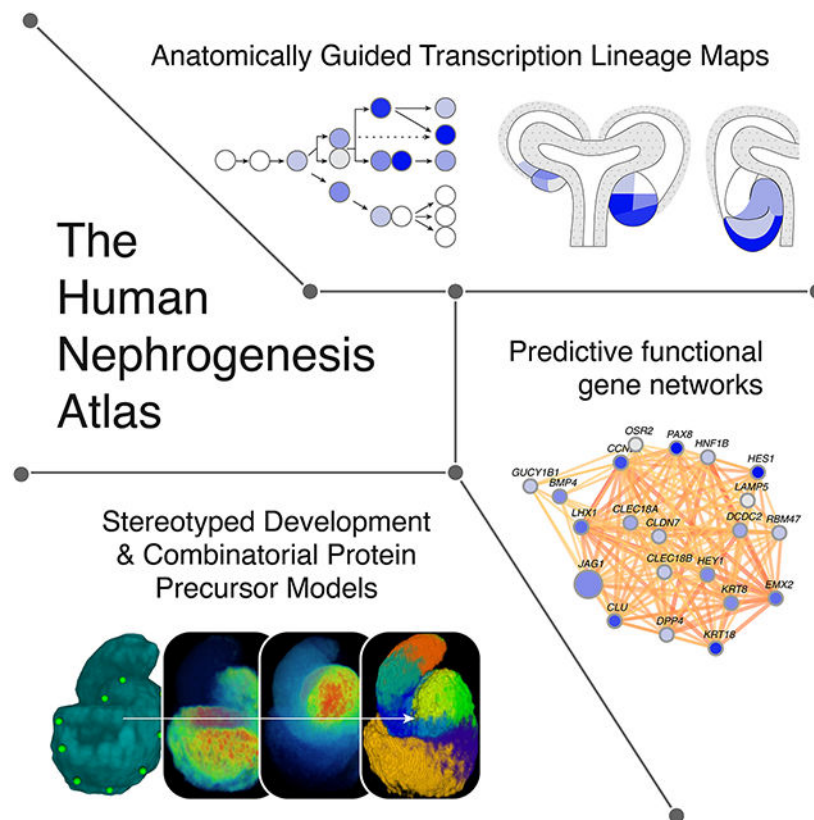 Anatomically Guided Transcription Lineage Maps
The
Human
Nephrogenesis
Atlas
Predictive functional
gene networks
OSR2
PAX8
CCN
HNF1B
HES1
GUCY1B1
BMP4
LAMP5
LHX1
CLEC18A
CLDN7
DCDC2
RBM47
CLEC18B
HEY1
JAG1
KRT8
EMX2
CLU
DPP4
KRT18
Stereotyped Development
& Combinatorial Protein
Precursor Models